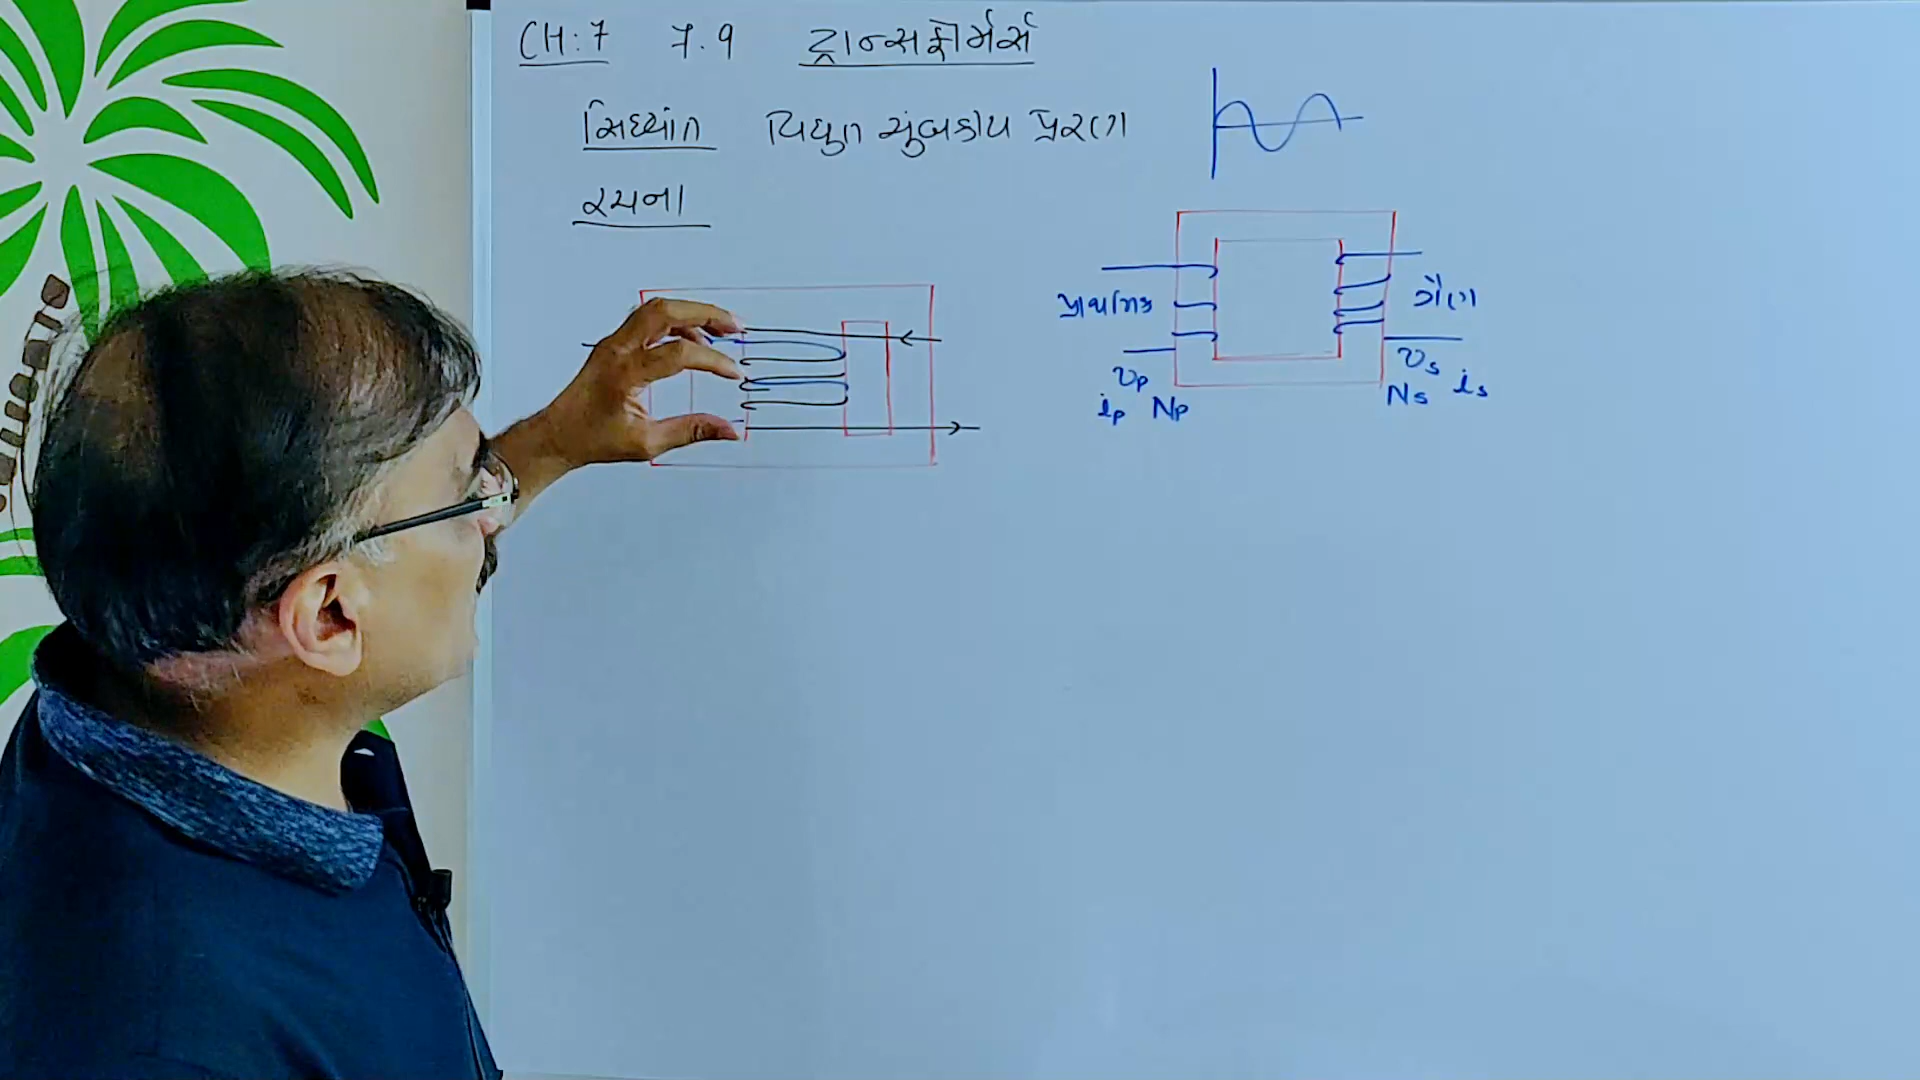 CH:7 7.9 ટ્રાન્સફોર્મર્સ
સિધ્ધાંત વિદ્યુત ચુંબકીય પ્રેરણ
રચના
પ્રાથમિક
ગૌણ
vp
vs
ip Np
Ns is